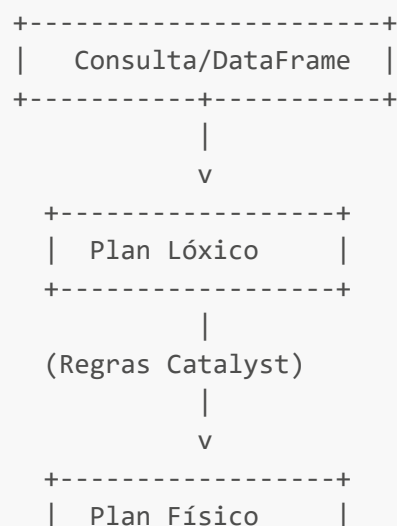 +-----------------------+
|   Consulta/DataFrame  |
+-----------+-----------+
            |
            v
  +------------------+
  |  Plan Lóxico     |
  +------------------+
            |
  (Regras Catalyst)
            |
            v
  +------------------+
  |  Plan Físico     |